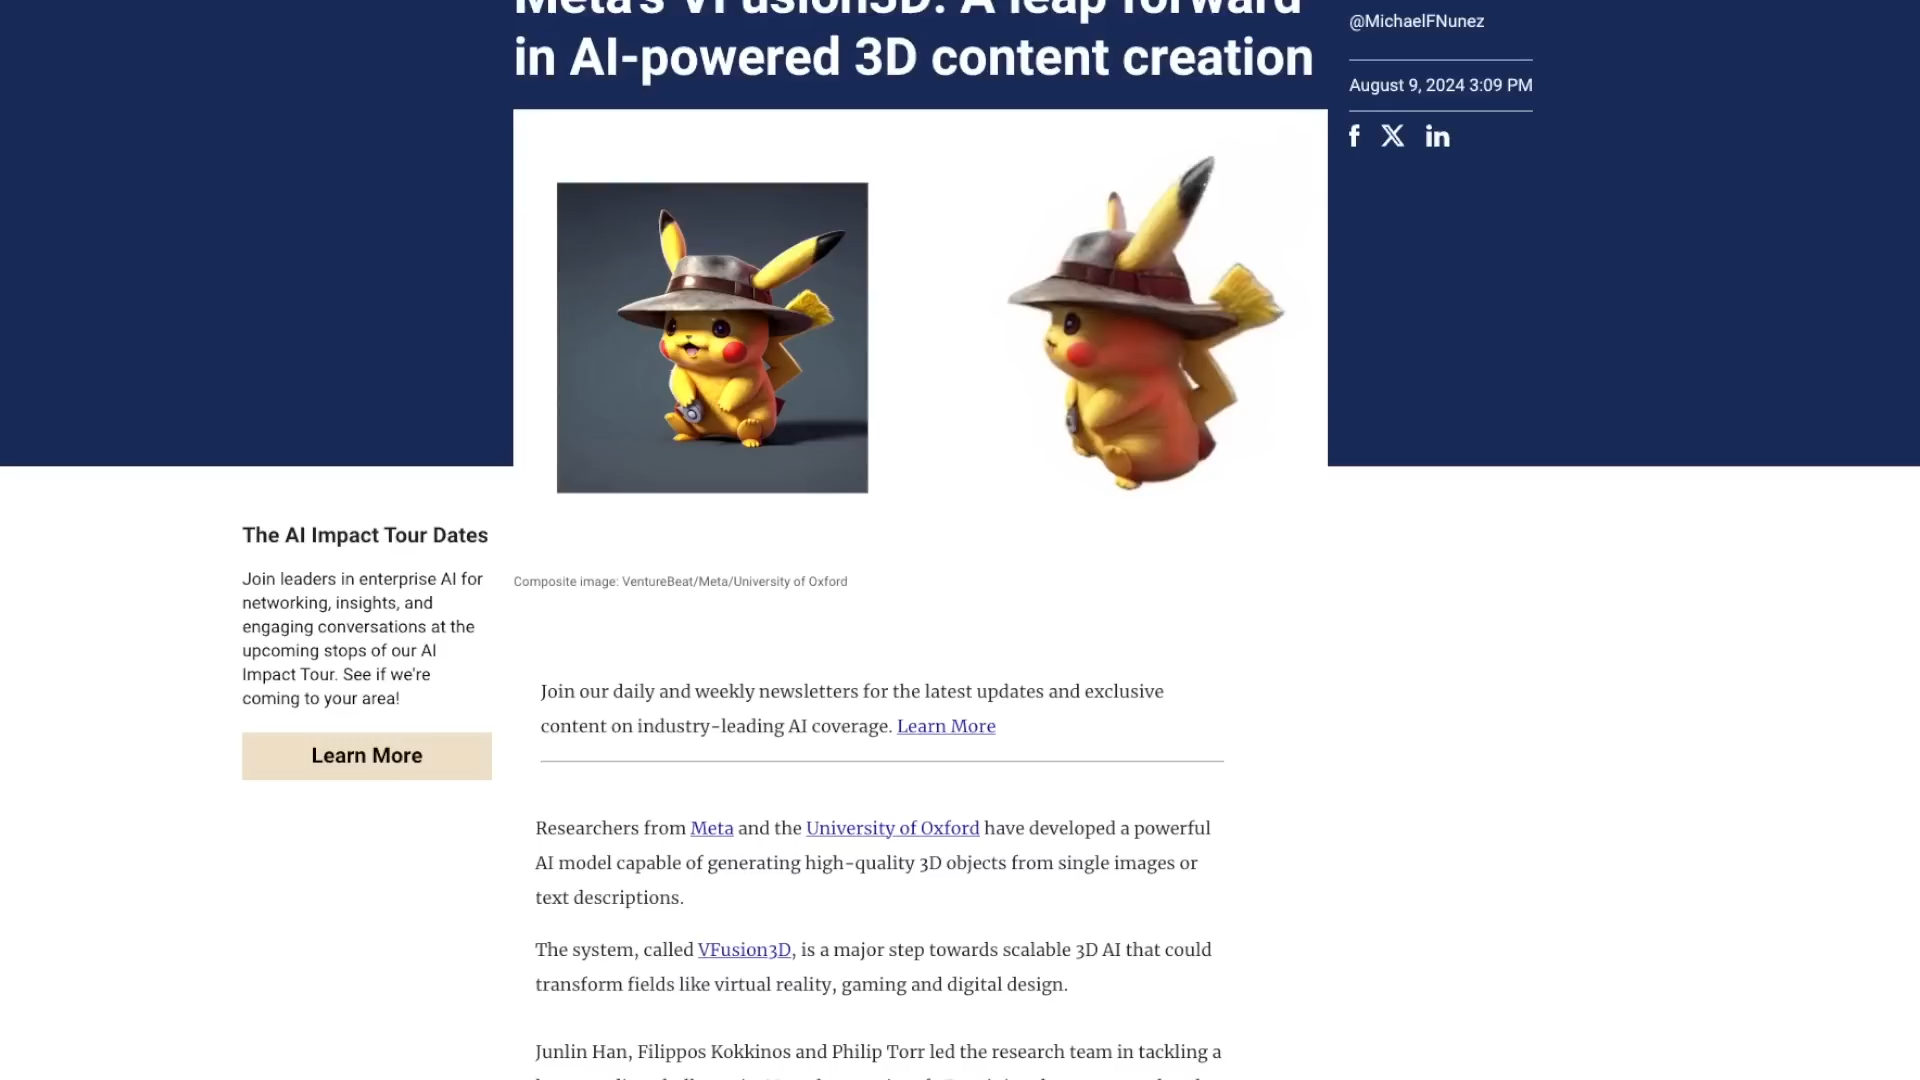 Meta's VFusion3D: A leap forward
in AI-powered 3D content creation
@MichaelFNunez
August 9, 2024 3:09 PM
The AI Impact Tour Dates
Join leaders in enterprise AI for
networking, insights, and
engaging conversations at the
upcoming stops of our AI
Impact Tour. See if we're
coming to your area!
Learn More
Composite image: VentureBeat/Meta/University of Oxford
Join our daily and weekly newsletters for the latest updates and exclusive
content on industry-leading AI coverage. Learn More
Researchers from Meta and the University of Oxford have developed a powerful
AI model capable of generating high-quality 3D objects from single images or
text descriptions.
The system, called VFusion3D, is a major step towards scalable 3D AI that could
transform fields like virtual reality, gaming and digital design.
Junlin Han, Filippos Kokkinos and Philip Torr led the research team in tackling a